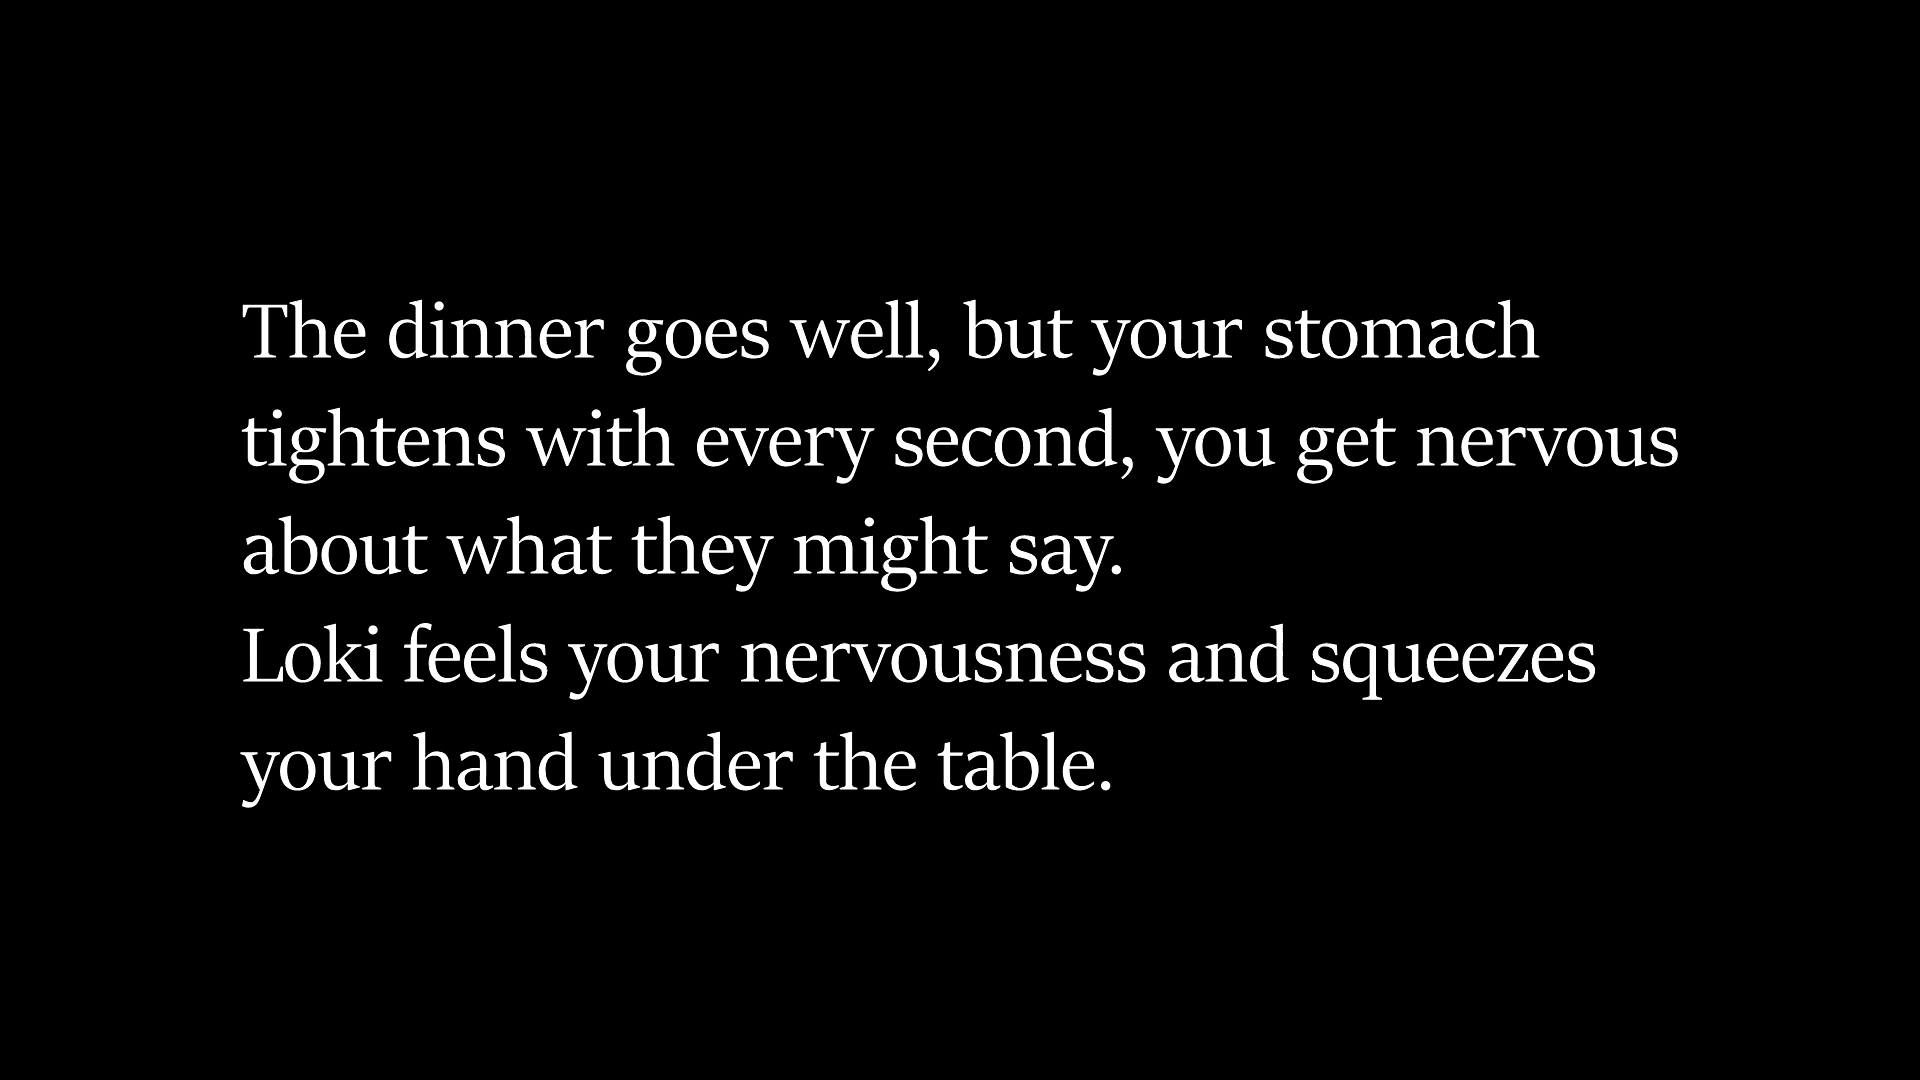 The dinner goes well, but your stomach
tightens with every second, you get nervous
about what they might say.
Loki feels your nervousness and squeezes
your hand under the table.